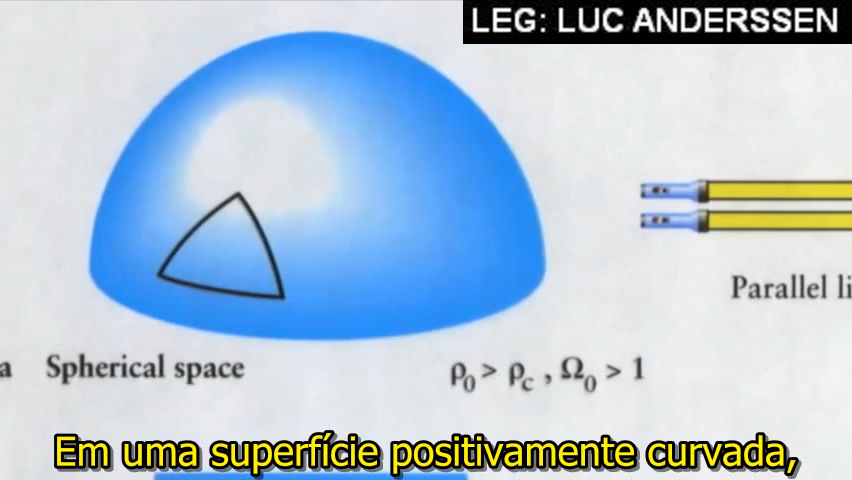 LEG: LUC ANDERSSEN
Parallel li
a Spherical space
ρ₀ > ρc , Ω₀ > 1
Em uma superfície positivamente curvada,